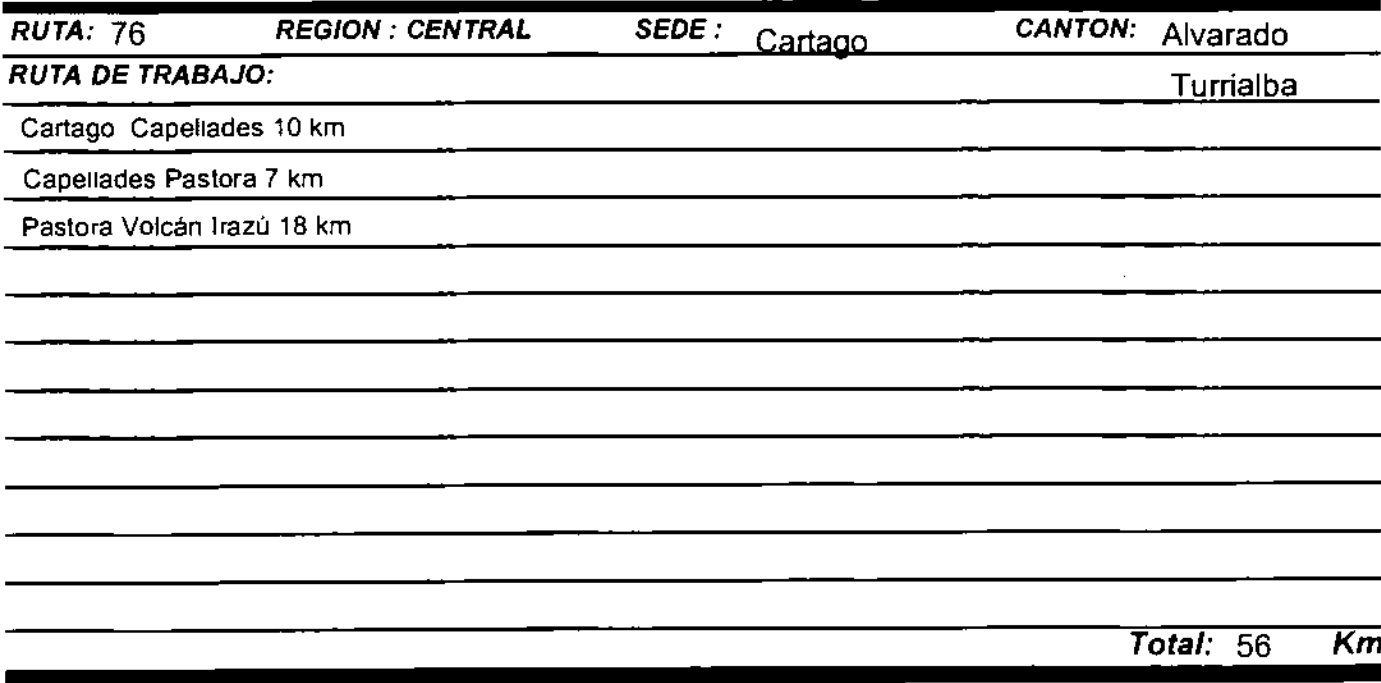 RUTA: 76 REGION : CENTRAL SEDE : Cartago CANTON: Alvarado
RUTA DE TRABAJO: Turrialba
Cartago Capellades 10 km
Capellades Pastora 7 km
Pastora Volcán Irazú 18 km
Total: 56 Km